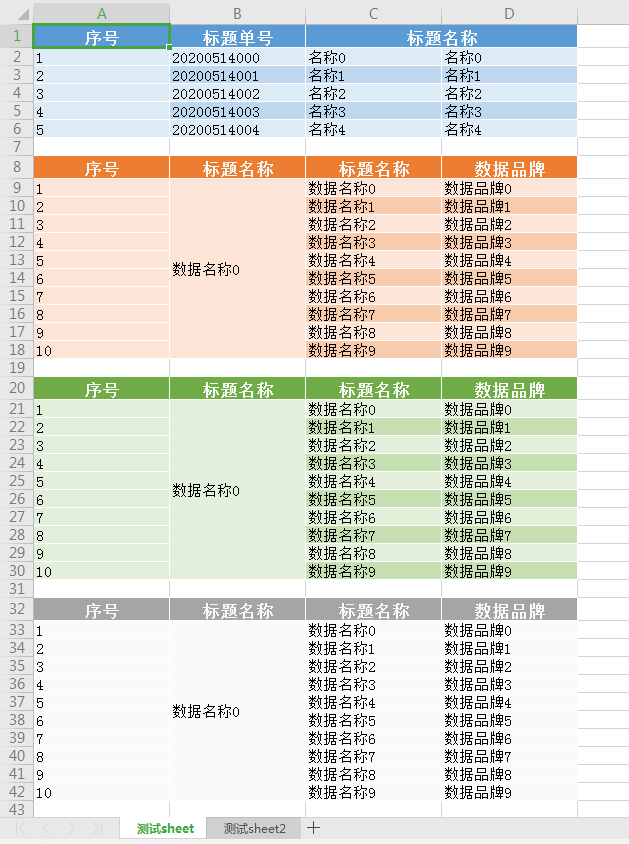 A B C D
1 序号 标题单号 标题名称
2 1 20200514000 名称0 名称0
3 2 20200514001 名称1 名称1
4 3 20200514002 名称2 名称2
5 4 20200514003 名称3 名称3
6 5 20200514004 名称4 名称4
7
8 序号 标题名称 标题名称 数据品牌
9 1 数据名称0 数据品牌0
10 2 数据名称1 数据品牌1
11 3 数据名称2 数据品牌2
12 4 数据名称3 数据品牌3
13 5 数据名称0 数据名称4 数据品牌4
14 6 数据名称5 数据品牌5
15 7 数据名称6 数据品牌6
16 8 数据名称7 数据品牌7
17 9 数据名称8 数据品牌8
18 10 数据名称9 数据品牌9
19
20 序号 标题名称 标题名称 数据品牌
21 1 数据名称0 数据品牌0
22 2 数据名称1 数据品牌1
23 3 数据名称2 数据品牌2
24 4 数据名称3 数据品牌3
25 5 数据名称0 数据名称4 数据品牌4
26 6 数据名称5 数据品牌5
27 7 数据名称6 数据品牌6
28 8 数据名称7 数据品牌7
29 9 数据名称8 数据品牌8
30 10 数据名称9 数据品牌9
31
32 序号 标题名称 标题名称 数据品牌
33 1 数据名称0 数据品牌0
34 2 数据名称1 数据品牌1
35 3 数据名称2 数据品牌2
36 4 数据名称3 数据品牌3
37 5 数据名称0 数据名称4 数据品牌4
38 6 数据名称5 数据品牌5
39 7 数据名称6 数据品牌6
40 8 数据名称7 数据品牌7
41 9 数据名称8 数据品牌8
42 10 数据名称9 数据品牌9
43
测试sheet 测试sheet2